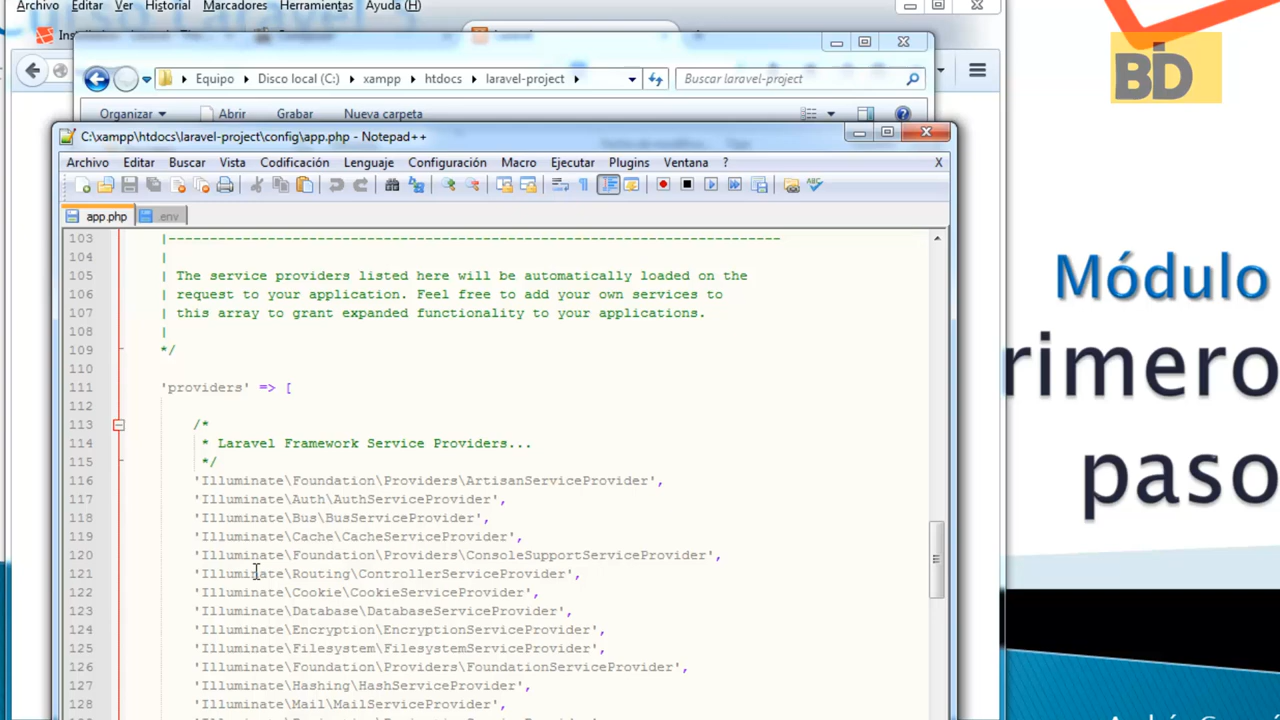 Archivo Editar Ver Historial Marcadores Herramientas Ayuda (H)
Equipo Disco local (C:) xampp htdocs laravel-project
Buscar laravel-project
Organizar Abrir Grabar Nueva carpeta
C:\xampp\htdocs\laravel-project\config\app.php - Notepad++
Archivo Editar Buscar Vista Codificación Lenguaje Configuración Macro Ejecutar Plugins Ventana ? X
app.php .env
103 |-----------------------------------------------------------------------
104 |
105 | The service providers listed here will be automatically loaded on the
106 | request to your application. Feel free to add your own services to
107 | this array to grant expanded functionality to your applications.
108 |
109 */
110
111 'providers' => [
112
113 /*
114 * Laravel Framework Service Providers...
115 */
116 'Illuminate\Foundation\Providers\ArtisanServiceProvider',
117 'Illuminate\Auth\AuthServiceProvider',
118 'Illuminate\Bus\BusServiceProvider',
119 'Illuminate\Cache\CacheServiceProvider',
120 'Illuminate\Foundation\Providers\ConsoleSupportServiceProvider',
121 'Illuminate\Routing\ControllerServiceProvider',
122 'Illuminate\Cookie\CookieServiceProvider',
123 'Illuminate\Database\DatabaseServiceProvider',
124 'Illuminate\Encryption\EncryptionServiceProvider',
125 'Illuminate\Filesystem\FilesystemServiceProvider',
126 'Illuminate\Foundation\Providers\FoundationServiceProvider',
127 'Illuminate\Hashing\HashServiceProvider',
128 'Illuminate\Mail\MailServiceProvider',
BD
Módulo
rimero
paso